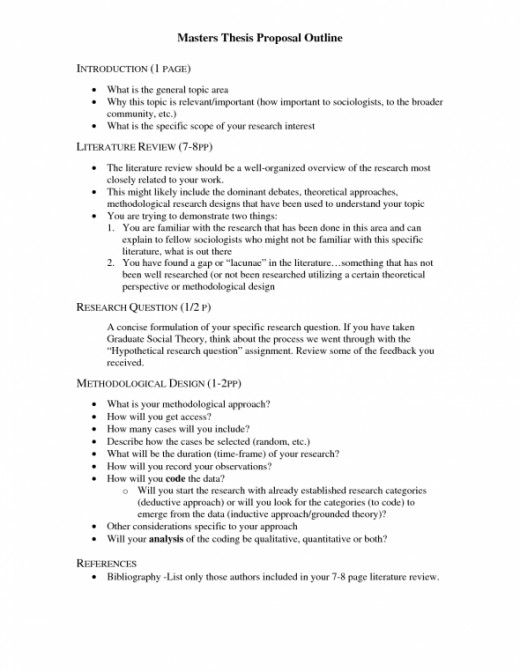 Masters Thesis Proposal Outline
INTRODUCTION (1 PAGE)
• What is the general topic area
• Why this topic is relevant/important (how important to sociologists, to the broader
community, etc.)
• What is the specific scope of your research interest
LITERATURE REVIEW (7-8PP)
• The literature review should be a well-organized overview of the research most
closely related to your work.
• This might likely include the dominant debates, theoretical approaches,
methodological research designs that have been used to understand your topic
• You are trying to demonstrate two things:
1. You are familiar with the research that has been done in this area and can
explain to fellow sociologists who might not be familiar with this specific
literature, what is out there
2. You have found a gap or “lacunae” in the literature…something that has not
been well researched (or not been researched utilizing a certain theoretical
perspective or methodological design
RESEARCH QUESTION (1/2 P)
A concise formulation of your specific research question. If you have taken
Graduate Social Theory, think about the process we went through with the
“Hypothetical research question” assignment. Review some of the feedback you
received.
METHODOLOGICAL DESIGN (1-2PP)
• What is your methodological approach?
• How will you get access?
• How many cases will you include?
• Describe how the cases be selected (random, etc.)
• What will be the duration (time-frame) of your research?
• How will you record your observations?
• How will you code the data?
o Will you start the research with already established research categories
(deductive approach) or will you look for the categories (to code) to
emerge from the data (inductive approach/grounded theory)?
• Other considerations specific to your approach
• Will your analysis of the coding be qualitative, quantitative or both?
REFERENCES
• Bibliography -List only those authors included in your 7-8 page literature review.